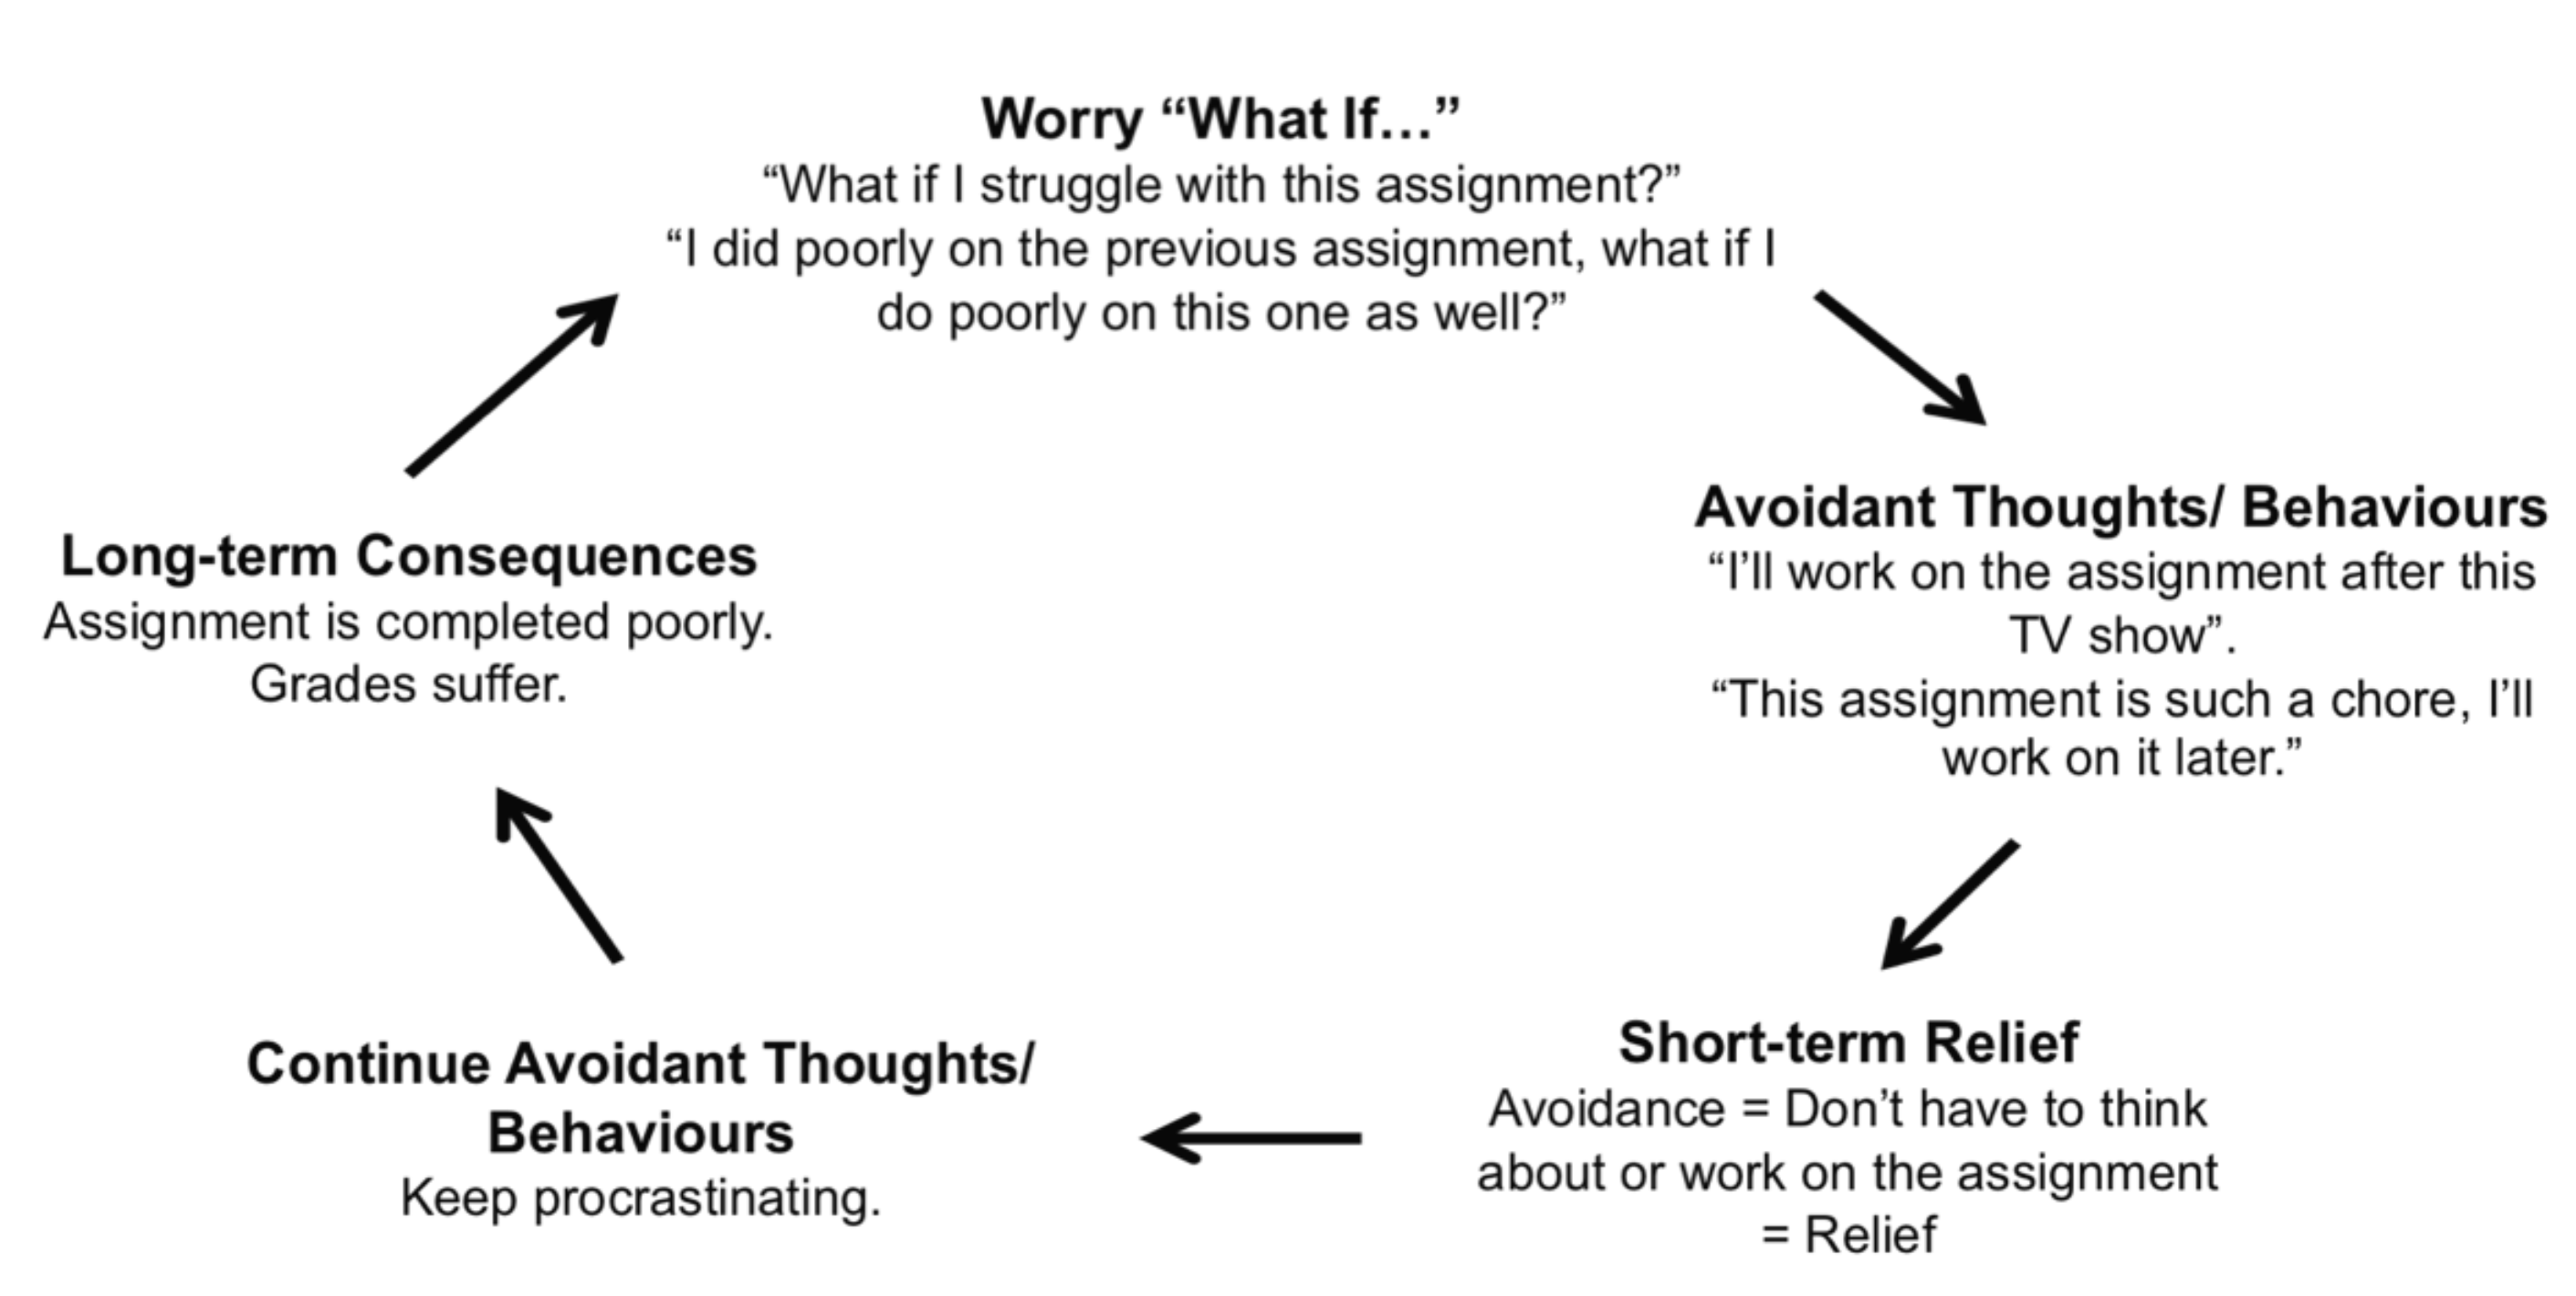 Worry “What If…”
“What if I struggle with this assignment?”
“I did poorly on the previous assignment, what if I
do poorly on this one as well?”
Avoidant Thoughts/ Behaviours
“I’ll work on the assignment after this
TV show”.
“This assignment is such a chore, I’ll
work on it later.”
Short-term Relief
Avoidance = Don’t have to think
about or work on the assignment
= Relief
Continue Avoidant Thoughts/
Behaviours
Keep procrastinating.
Long-term Consequences
Assignment is completed poorly.
Grades suffer.